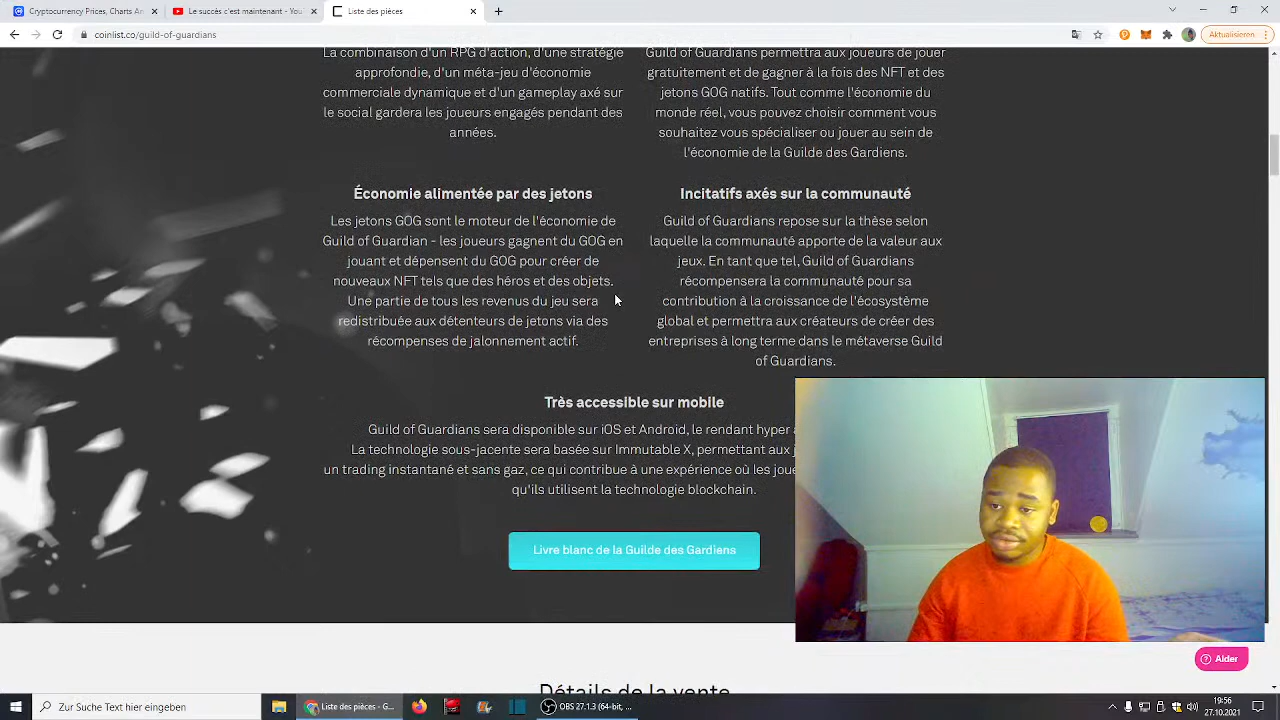 Cryptocurrency Prices, Charts An
Le succès c'est maintenant - You
Liste des pièces
coinlist.co/guild-of-guardians
Aktualisieren
La combinaison d'un RPG d'action, d'une stratégie
approfondie, d'un méta-jeu d'économie
commerciale dynamique et d'un gameplay axé sur
le social gardera les joueurs engagés pendant des
années.
Guild of Guardians permettra aux joueurs de jouer
gratuitement et de gagner à la fois des NFT et des
jetons GOG natifs. Tout comme l'économie du
monde réel, vous pouvez choisir comment vous
souhaitez vous spécialiser ou jouer au sein de
l'économie de la Guilde des Gardiens.
Économie alimentée par des jetons
Les jetons GOG sont le moteur de l'économie de
Guild of Guardian - les joueurs gagnent du GOG en
jouant et dépensent du GOG pour créer de
nouveaux NFT tels que des héros et des objets.
Une partie de tous les revenus du jeu sera
redistribuée aux détenteurs de jetons via des
récompenses de jalonnement actif.
Incitatifs axés sur la communauté
Guild of Guardians repose sur la thèse selon
laquelle la communauté apporte de la valeur aux
jeux. En tant que tel, Guild of Guardians
récompensera la communauté pour sa
contribution à la croissance de l'écosystème
global et permettra aux créateurs de créer des
entreprises à long terme dans le métaverse Guild
of Guardians.
Très accessible sur mobile
Guild of Guardians sera disponible sur iOS et Android, le rendant hyper a
La technologie sous-jacente sera basée sur Immutable X, permettant aux j
un trading instantané et sans gaz, ce qui contribue à une expérience où les joue
qu'ils utilisent la technologie blockchain.
Livre blanc de la Guilde des Gardiens
Détails de la vente
Aider
Zur Suche Text hier eingeben
Liste des pièces - G...
OBS 27.1.3 (64-bit, ...
19:56
27.10.2021